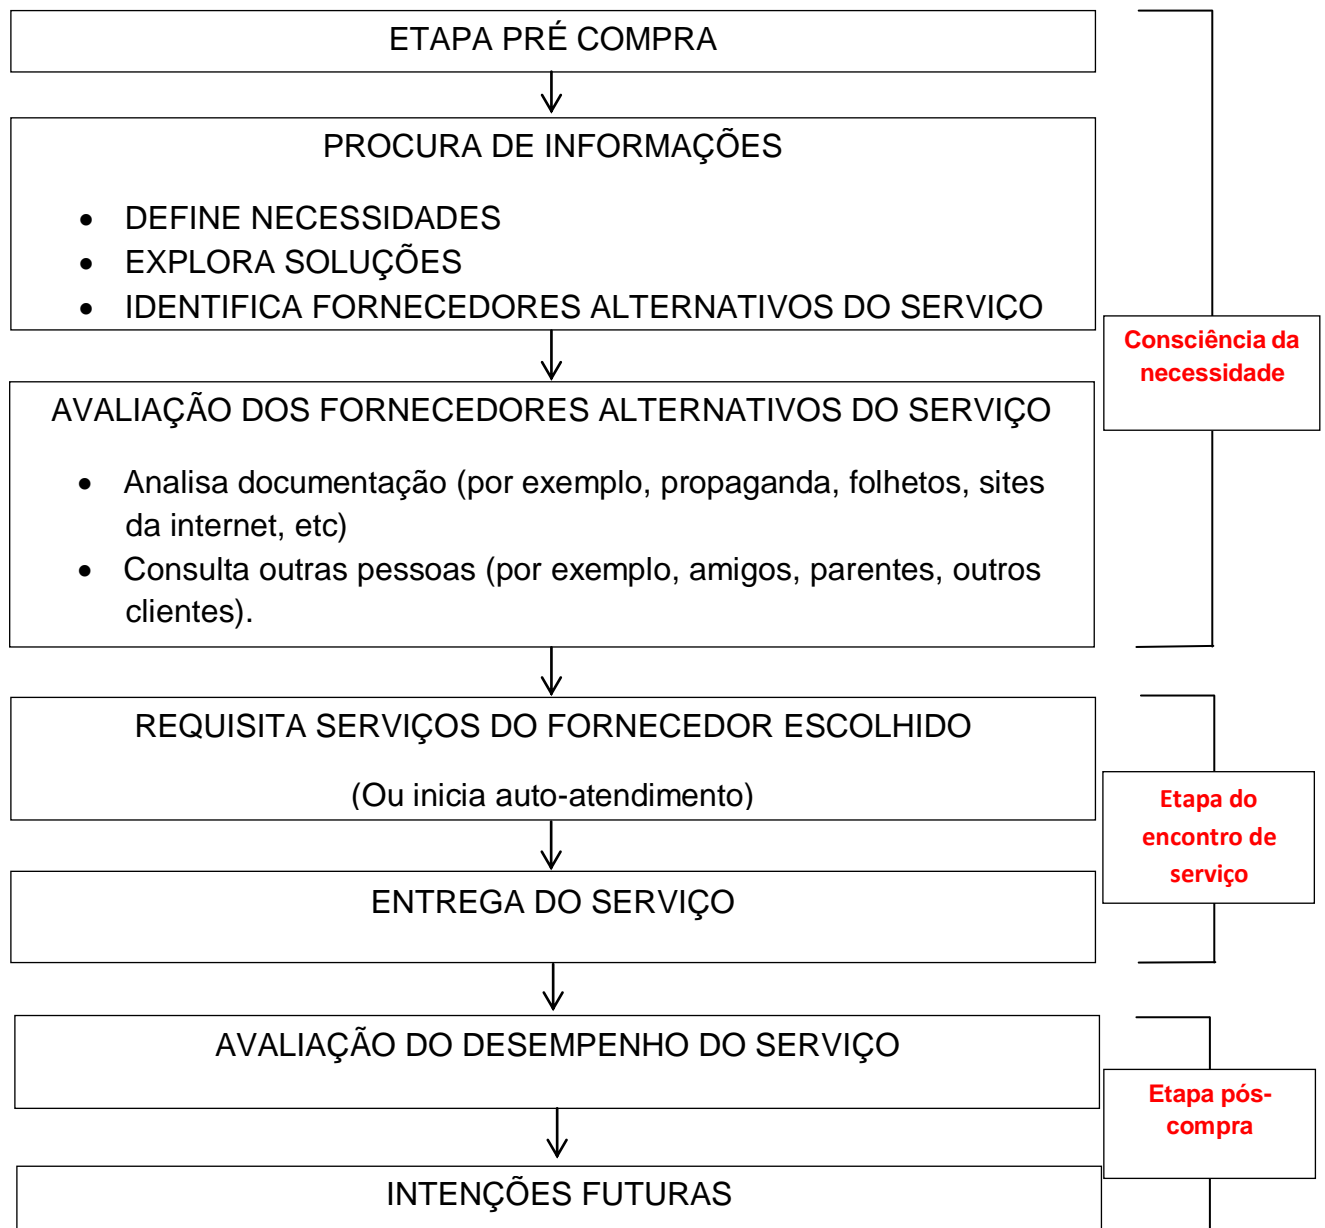 ETAPA PRÉ COMPRA
PROCURA DE INFORMAÇÕES
• DEFINE NECESSIDADES
• EXPLORA SOLUÇÕES
• IDENTIFICA FORNECEDORES ALTERNATIVOS DO SERVIÇO
Consciência da
necessidade
AVALIAÇÃO DOS FORNECEDORES ALTERNATIVOS DO SERVIÇO
• Analisa documentação (por exemplo, propaganda, folhetos, sites
da internet, etc)
• Consulta outras pessoas (por exemplo, amigos, parentes, outros
clientes).
REQUISITA SERVIÇOS DO FORNECEDOR ESCOLHIDO
(Ou inicia auto-atendimento)
Etapa do
encontro de
serviço
ENTREGA DO SERVIÇO
AVALIAÇÃO DO DESEMPENHO DO SERVIÇO
Etapa pós-
compra
INTENÇÕES FUTURAS